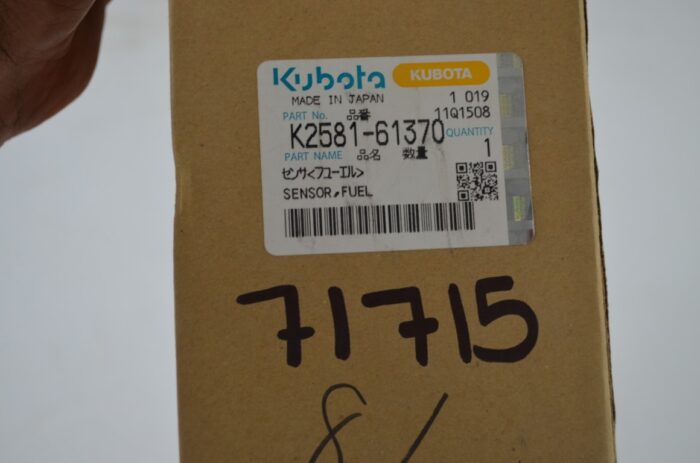 Kubota KUBOTA
MADE IN JAPAN 1 019
PART No. 品番 11Q1508
K2581-61370 QUANTITY
PART NAME 品名 数量 1
センサ<フユーエル>
SENSOR,FUEL
71715
8/